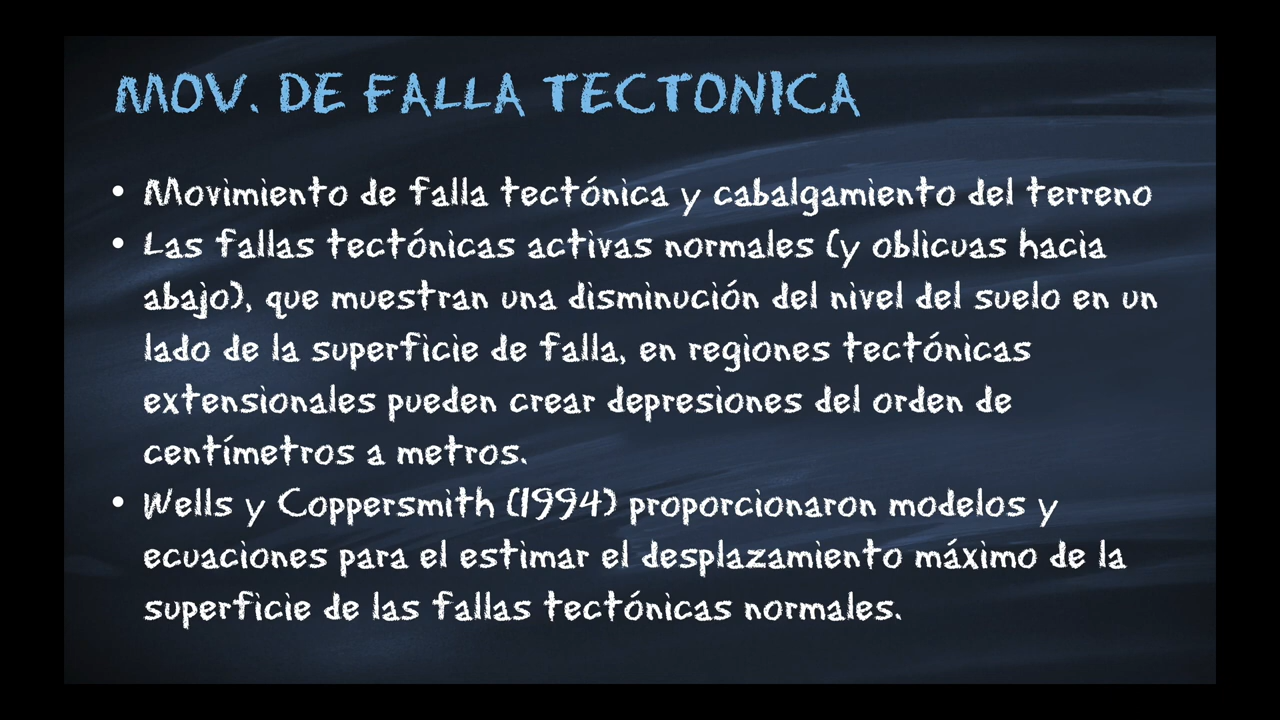 MOV. DE FALLA TECTONICA
• Movimiento de falla tectónica y cabalgamiento del terreno
• Las fallas tectónicas activas normales (y oblicuas hacia
abajo), que muestran una disminución del nivel del suelo en un
lado de la superficie de falla, en regiones tectónicas
extensionales pueden crear depresiones del orden de
centímetros a metros.
• Wells y Coppersmith (1994) proporcionaron modelos y
ecuaciones para el estimar el desplazamiento máximo de la
superficie de las fallas tectónicas normales.